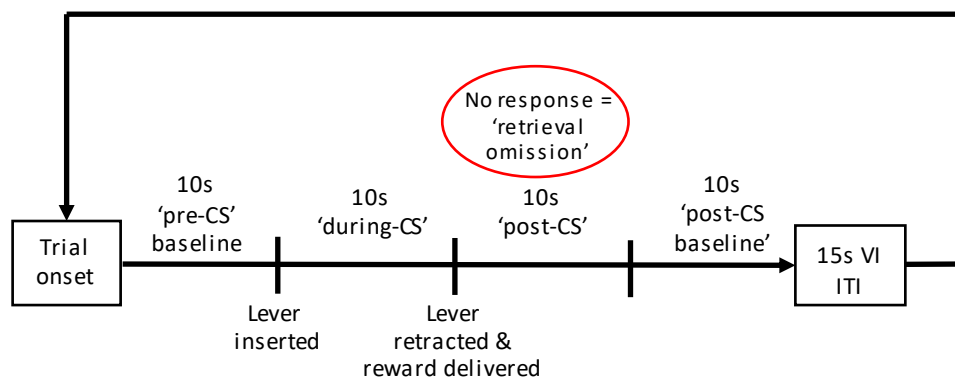 No response =
'retrieval
omission'
10s
'pre-CS'
baseline
10s
'during-CS'
10s
'post-CS'
10s
'post-CS
baseline'
Trial
onset
15s VI
ITI
Lever
inserted
Lever
retracted &
reward delivered